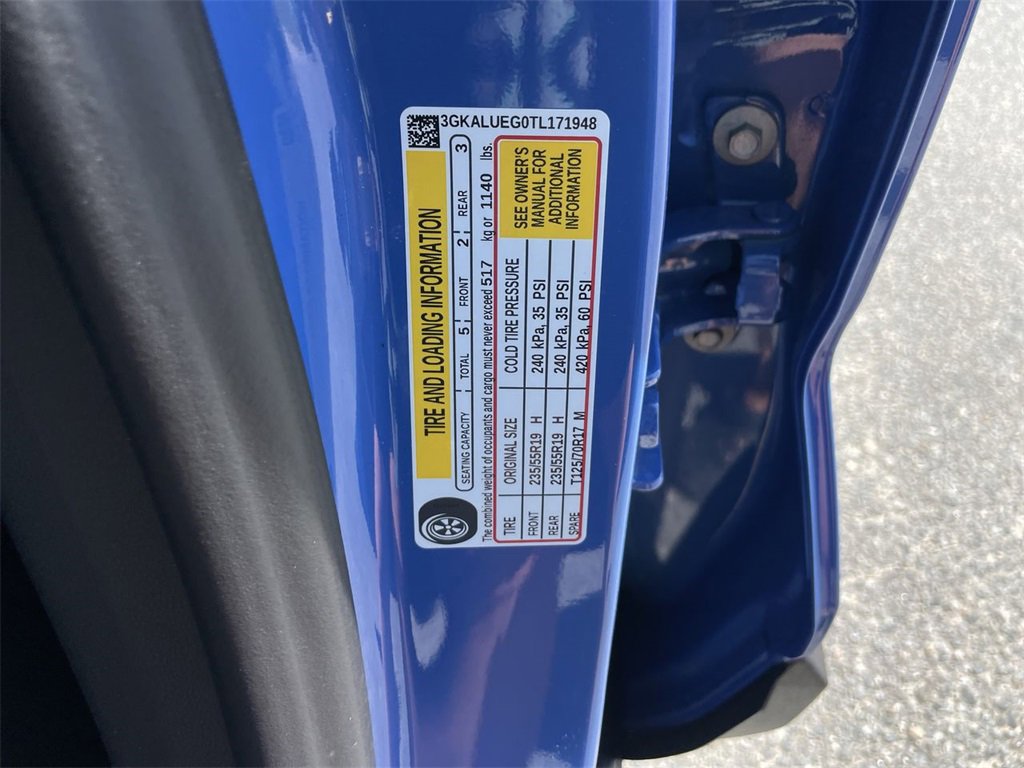 3GKALUEG0TL171948
TIRE AND LOADING INFORMATION
SEATING CAPACITY TOTAL 5 FRONT 2 REAR 3
The combined weight of occupants and cargo must never exceed 517 kg or 1140 lbs.
TIRE ORIGINAL SIZE COLD TIRE PRESSURE
FRONT 235/55R19 H 240 kPa, 35 PSI
REAR 235/55R19 H 240 kPa, 35 PSI
SPARE T125/70R17 M 420 kPa, 60 PSI
SEE OWNER'S
MANUAL FOR
ADDITIONAL
INFORMATION